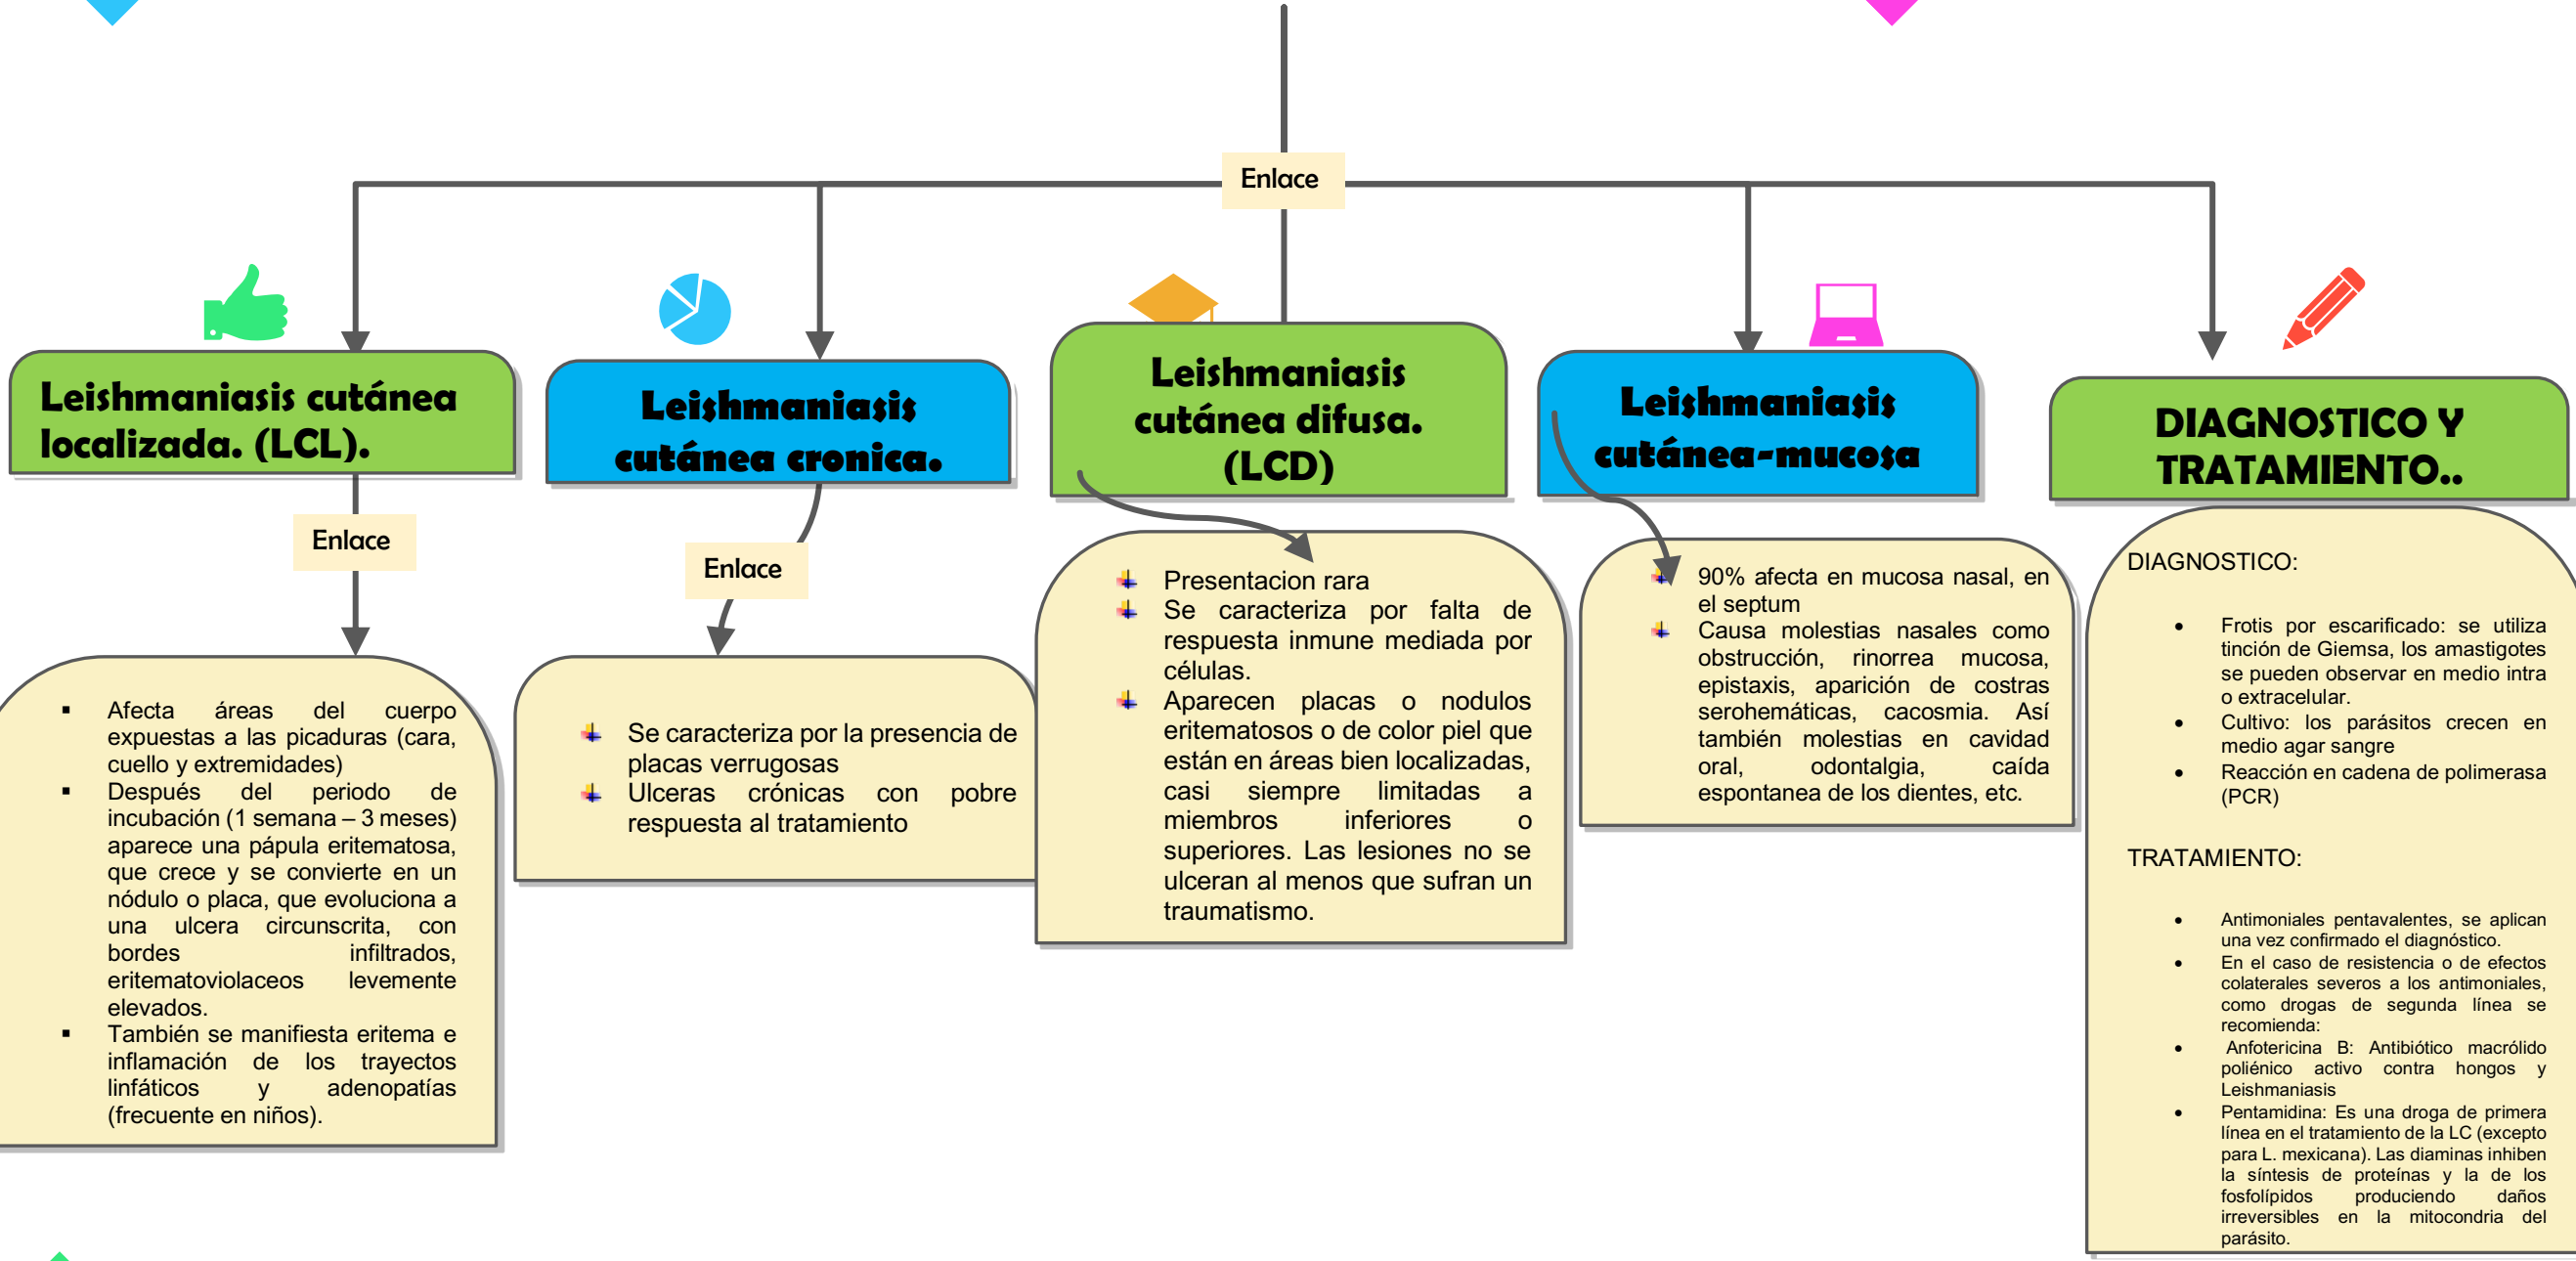 Enlace
Leishmaniasis cutánea
localizada. (LCL).
Enlace
Afecta áreas del cuerpo
expuestas a las picaduras (cara,
cuello y extremidades)
Después del periodo de
incubación (1 semana – 3 meses)
aparece una pápula eritematosa,
que crece y se convierte en un
nódulo o placa, que evoluciona a
una ulcera circunscrita, con
bordes infiltrados,
eritematoviolaceos levemente
elevados.
También se manifiesta eritema e
inflamación de los trayectos
linfáticos y adenopatías
(frecuente en niños).
Leishmaniasis
cutánea cronica.
Enlace
Se caracteriza por la presencia de
placas verrugosas
Ulceras crónicas con pobre
respuesta al tratamiento
Leishmaniasis
cutánea difusa.
(LCD)
Presentacion rara
Se caracteriza por falta de
respuesta inmune mediada por
células.
Aparecen placas o nodulos
eritematosos o de color piel que
están en áreas bien localizadas,
casi siempre limitadas a
miembros inferiores o
superiores. Las lesiones no se
ulceran al menos que sufran un
traumatismo.
Leishmaniasis
cutánea-mucosa
90% afecta en mucosa nasal, en
el septum
Causa molestias nasales como
obstrucción, rinorrea mucosa,
epistaxis, aparición de costras
serohemáticas, cacosmia. Así
también molestias en cavidad
oral, odontalgia, caída
espontanea de los dientes, etc.
DIAGNOSTICO Y
TRATAMIENTO..
DIAGNOSTICO:
Frotis por escarificado: se utiliza
tinción de Giemsa, los amastigotes
se pueden observar en medio intra
o extracelular.
Cultivo: los parásitos crecen en
medio agar sangre
Reacción en cadena de polimerasa
(PCR)
TRATAMIENTO:
Antimoniales pentavalentes, se aplican
una vez confirmado el diagnóstico.
En el caso de resistencia o de efectos
colaterales severos a los antimoniales,
como drogas de segunda línea se
recomienda:
Anfotericina B: Antibiótico macrólido
poliénico activo contra hongos y
Leishmaniasis
Pentamidina: Es una droga de primera
línea en el tratamiento de la LC (excepto
para L. mexicana). Las diaminas inhiben
la síntesis de proteínas y la de los
fosfolípidos produciendo daños
irreversibles en la mitocondria del
parásito.